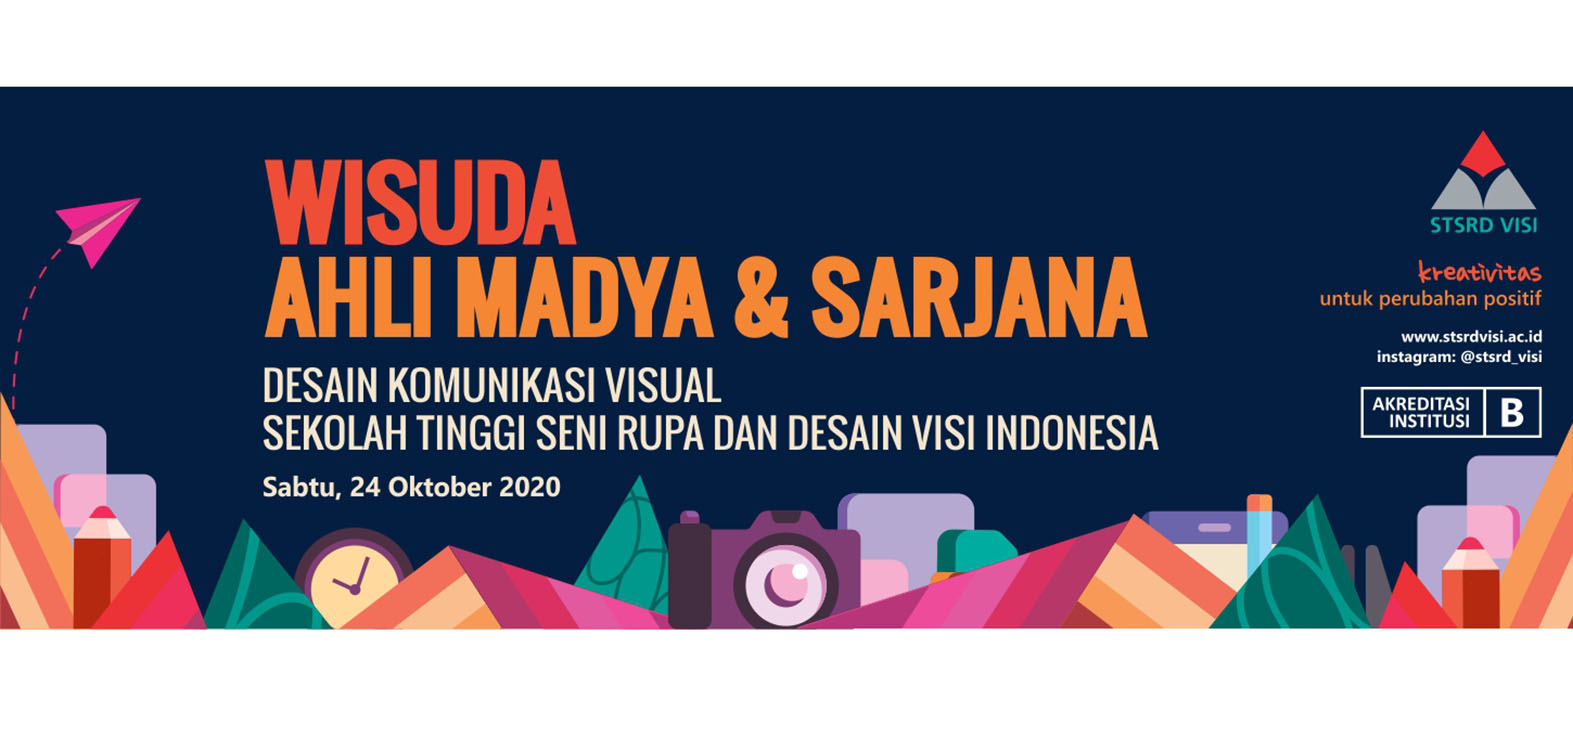 WISUDA
AHLI MADYA & SARJANA
DESAIN KOMUNIKASI VISUAL
SEKOLAH TINGGI SENI RUPA DAN DESAIN VISI INDONESIA
Sabtu, 24 Oktober 2020
STSRD VISI
kreativitas
untuk perubahan positif
www.stsrdvisi.ac.id
instagram: @stsrd_visi
AKREDITASI
INSTITUSI
B